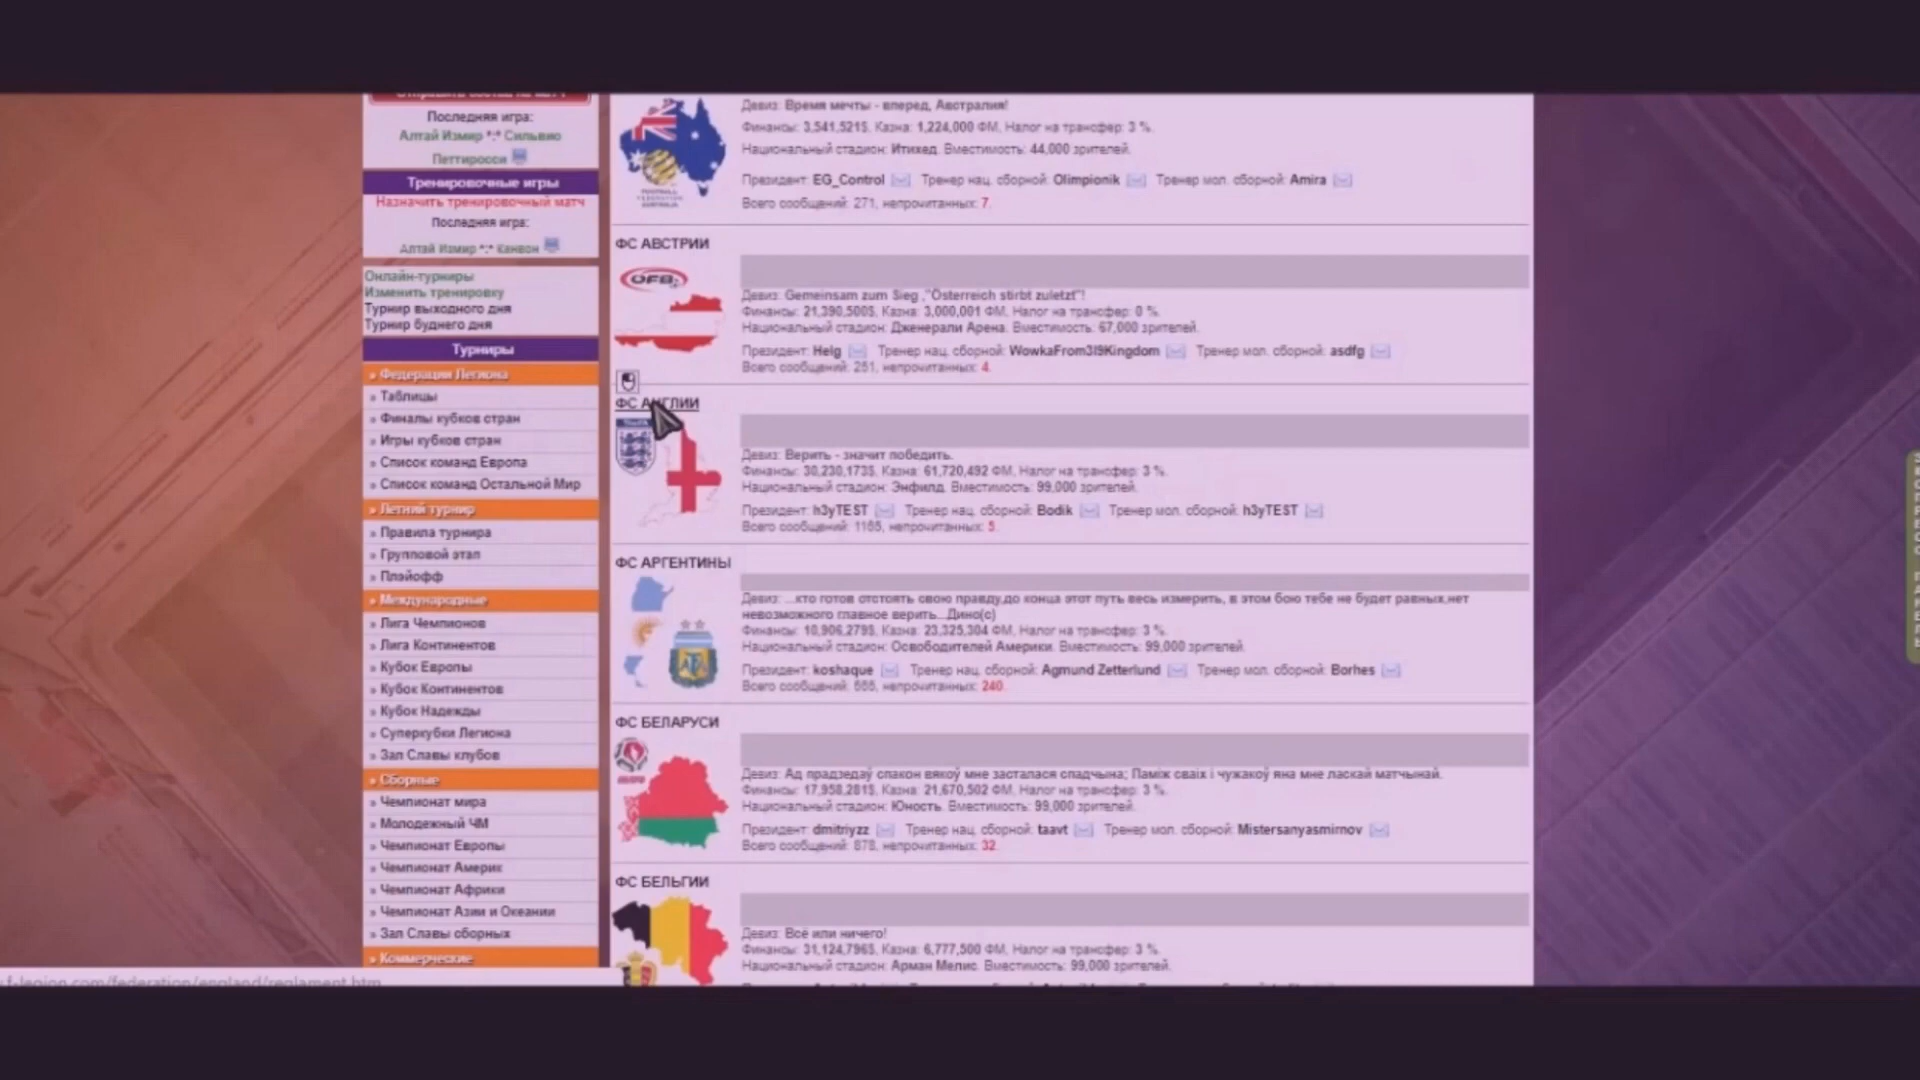 Последняя игра:
Алтай Измир *:* Сильвио
Петтиросси
Тренировочные игры
Назначить тренировочный матч
Последняя игра:
Алтай Измир *:* Канвон
Онлайн-турниры
Изменить тренировку
Турнир выходного дня
Турнир буднего дня
Турниры
» Федерации Легиона
» Таблицы
» Финалы кубков стран
» Игры кубков стран
» Список команд Европа
» Список команд Остальной Мир
» Летний турнир
» Правила турнира
» Групповой этап
» Плэйофф
» Международные
» Лига Чемпионов
» Лига Континентов
» Кубок Европы
» Кубок Континентов
» Кубок Надежды
» Суперкубки Легиона
» Зал Славы клубов
» Сборные
» Чемпионат мира
» Молодежный ЧМ
» Чемпионат Европы
» Чемпионат Америк
» Чемпионат Африки
» Чемпионат Азии и Океании
» Зал Славы сборных
» Коммерческие
f-legion.com/federation/england/reglament.htm
Девиз: Время мечты - вперед, Австралия!
Финансы: 3,541,521$, Казна: 1,224,000 ФМ, Налог на трансфер: 3 %.
Национальный стадион: Итихед. Вместимость: 44,000 зрителей.
Президент: EG_Control Тренер нац. сборной: Olimpionik Тренер мол. сборной: Amira
Всего сообщений: 271, непрочитанных: 7.
ФС АВСТРИИ
OFB
Девиз: Gemeinsam zum Sieg ,"Osterreich stirbt zuletzt"!
Финансы: 21,390,500$, Казна: 3,000,001 ФМ, Налог на трансфер: 0 %.
Национальный стадион: Дженерали Арена. Вместимость: 67,000 зрителей.
Президент: Helg Тренер нац. сборной: WowkaFrom3I9Kingdom Тренер мол. сборной: asdfg
Всего сообщений: 251, непрочитанных: 4.
ФС АНГЛИИ
Девиз: Верить - значит победить.
Финансы: 30,230,173$, Казна: 61,720,492 ФМ, Налог на трансфер: 3 %.
Национальный стадион: Энфилд. Вместимость: 99,000 зрителей.
Президент: h3yTEST Тренер нац. сборной: Bodik Тренер мол. сборной: h3yTEST
Всего сообщений: 1165, непрочитанных: 5.
ФС АРГЕНТИНЫ
Девиз: ...кто готов отстоять свою правду,до конца этот путь весь измерить, в этом бою тебе не будет равных,нет
невозможного главное верить...Дино(с)
Финансы: 10,906,279$, Казна: 23,325,304 ФМ, Налог на трансфер: 3 %.
Национальный стадион: Освободителей Америки. Вместимость: 99,000 зрителей.
Президент: koshaque Тренер нац. сборной: Agmund Zetterlund Тренер мол. сборной: Borhes
Всего сообщений: 555, непрочитанных: 240.
ФС БЕЛАРУСИ
Девиз: Ад прадзедаў спакон вякоў мне засталася спадчына; Паміж сваіх і чужакоў яна мне ласкай матчынай.
Финансы: 17,958,281$, Казна: 21,670,502 ФМ, Налог на трансфер: 3 %.
Национальный стадион: Юность. Вместимость: 99,000 зрителей.
Президент: dmitriyzz Тренер нац. сборной: taavt Тренер мол. сборной: Mistersanyasmirnov
Всего сообщений: 878, непрочитанных: 32.
ФС БЕЛЬГИИ
Девиз: Всё или ничего!
Финансы: 31,124,796$, Казна: 6,777,500 ФМ, Налог на трансфер: 3 %.
Национальный стадион: Арман Мелис. Вместимость: 99,000 зрителей.